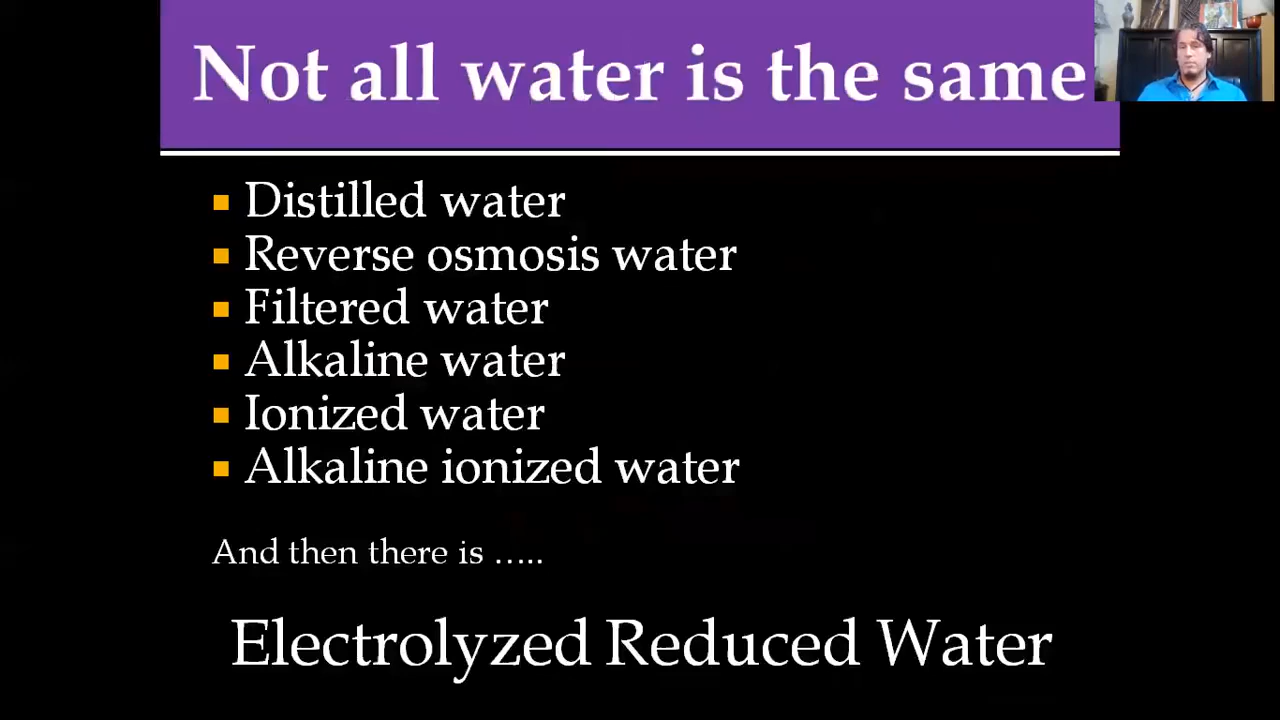 Not all water is the same
Distilled water
Reverse osmosis water
Filtered water
Alkaline water
Ionized water
Alkaline ionized water
And then there is …..
Electrolyzed Reduced Water